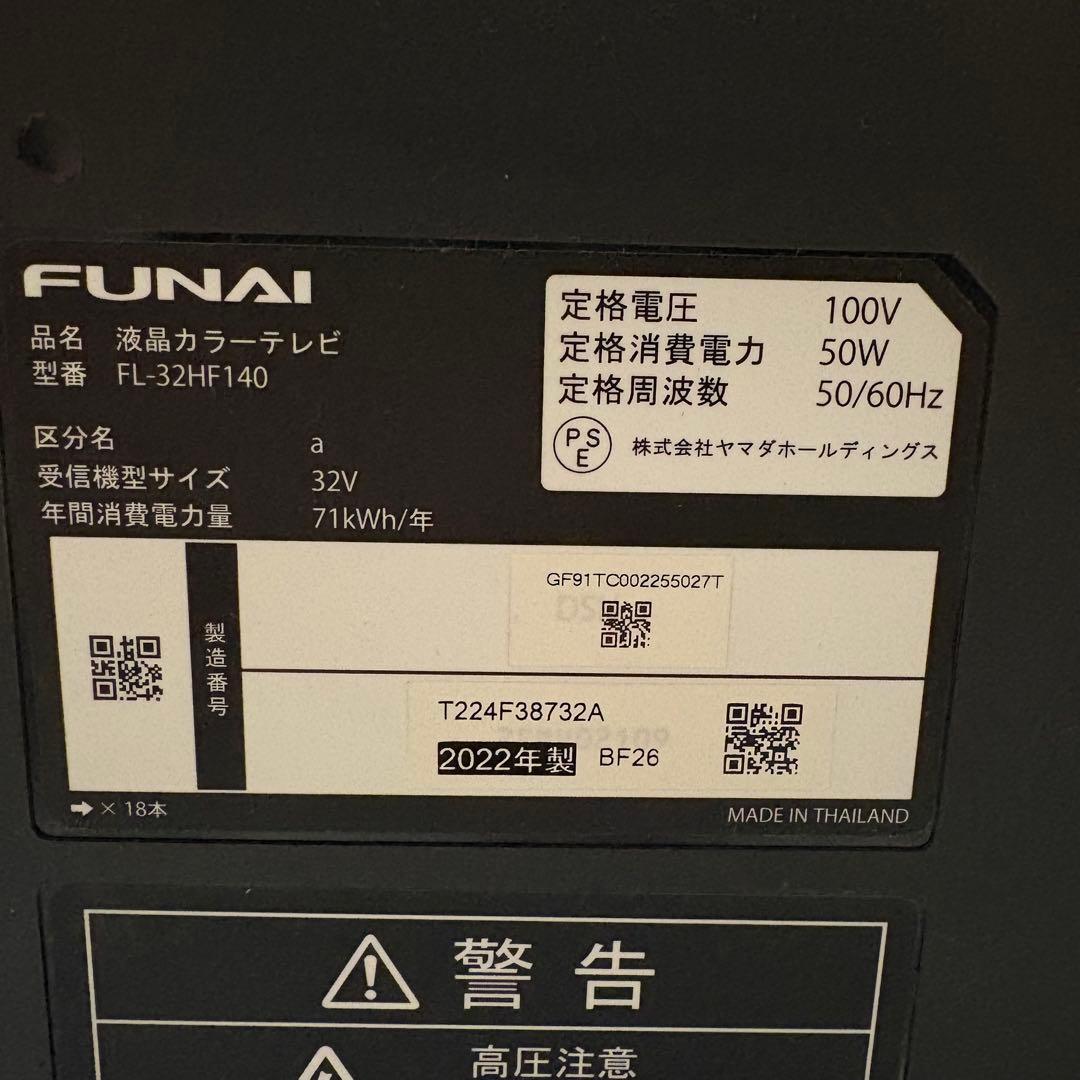 FUNAI
品名 液晶カラーテレビ
型番 FL-32HF140
区分名 a
受信機型サイズ 32V
年間消費電力量 71kWh/年
定格電圧 100V
定格消費電力 50W
定格周波数 50/60Hz
PSE 株式会社ヤマダホールディングス
製造番号
GF91TC002255027T
T224F38732A
2022年製 BF26
➡ × 18本
MADE IN THAILAND
警告
高圧注意